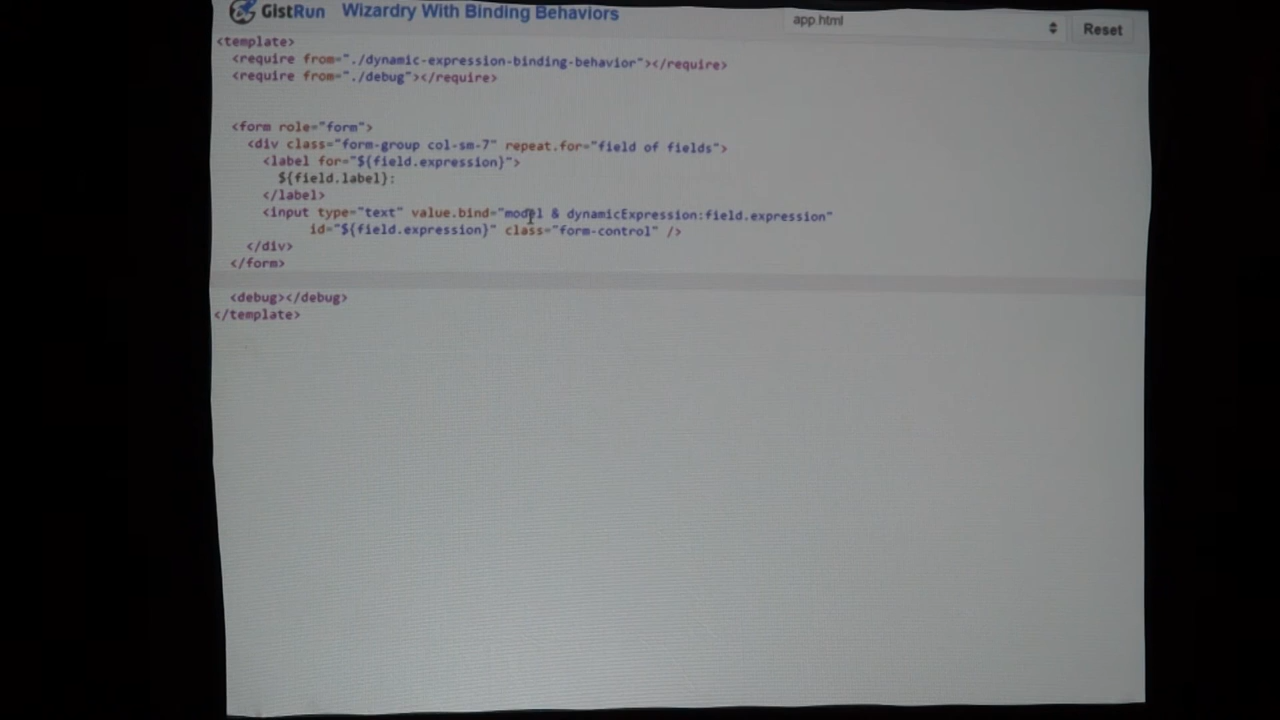 GistRun Wizardry With Binding Behaviors app.html Reset
<template>
<require from="./dynamic-expression-binding-behavior"></require>
<require from="./debug"></require>
<form role="form">
<div class="form-group col-sm-7" repeat.for="field of fields">
<label for="${field.expression}">
${field.label}:
</label>
<input type="text" value.bind="model & dynamicExpression:field.expression"
id="${field.expression}" class="form-control" />
</div>
</form>
<debug></debug>
</template>